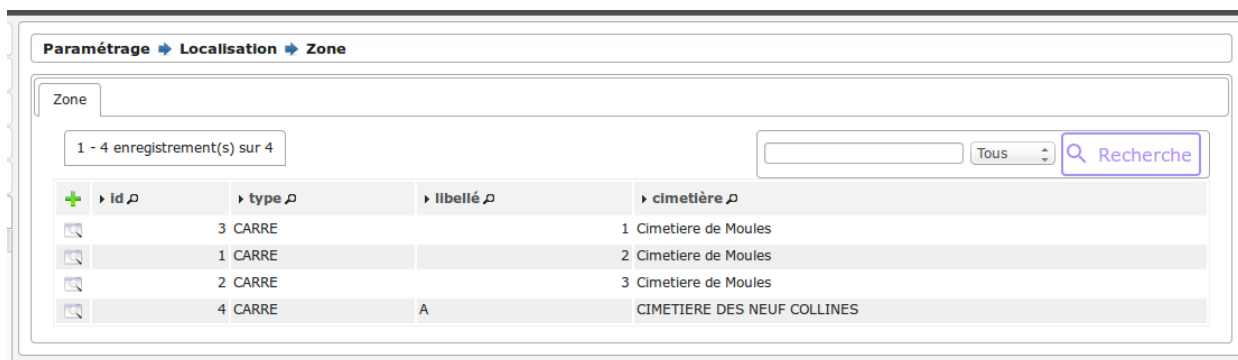 Paramétrage Localisation Zone
Zone
1 - 4 enregistrement(s) sur 4
Tous Recherche
id type libellé cimetière
3 CARRE 1 Cimetiere de Moules
1 CARRE 2 Cimetiere de Moules
2 CARRE 3 Cimetiere de Moules
4 CARRE A CIMETIERE DES NEUF COLLINES